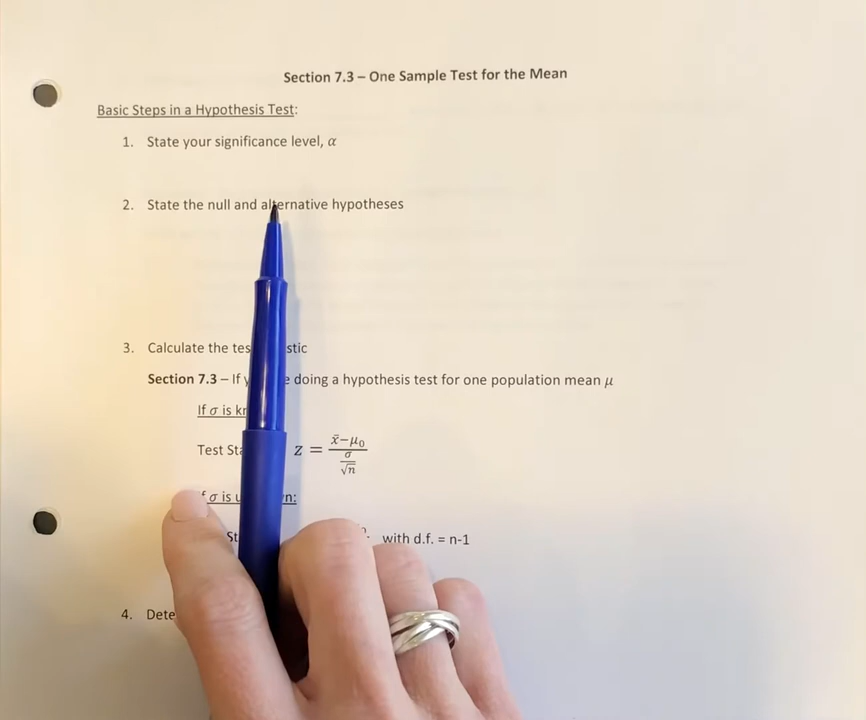 Section 7.3 – One Sample Test for the Mean
Basic Steps in a Hypothesis Test:
1. State your significance level, α
2. State the null and alternative hypotheses
3. Calculate the tes stic
Section 7.3 – If y e doing a hypothesis test for one population mean μ
If σ is kr
Test Sta z = (x̄−μ₀)/(σ/√n)
σ is u n:
St with d.f. = n-1
4. Dete